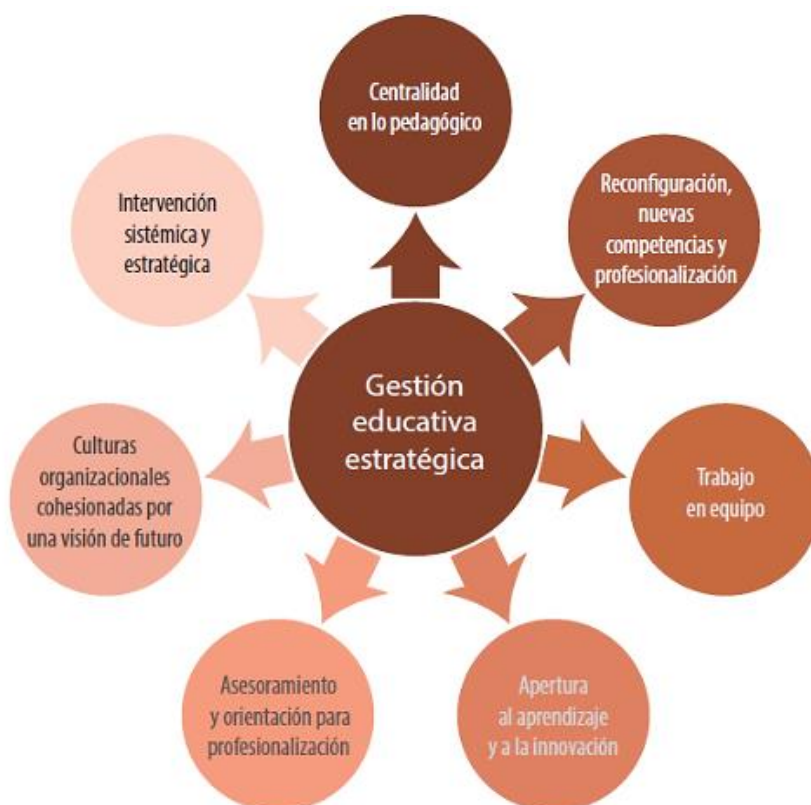 Centralidad
en lo pedagógico
Reconfiguración,
nuevas
competencias y
profesionalización
Trabajo
en equipo
Apertura
al aprendizaje
y a la innovación
Asesoramiento
y orientación para
profesionalización
Culturas
organizacionales
cohesionadas por
una visión de futuro
Intervención
sistémica y
estratégica
Gestión
educativa
estratégica